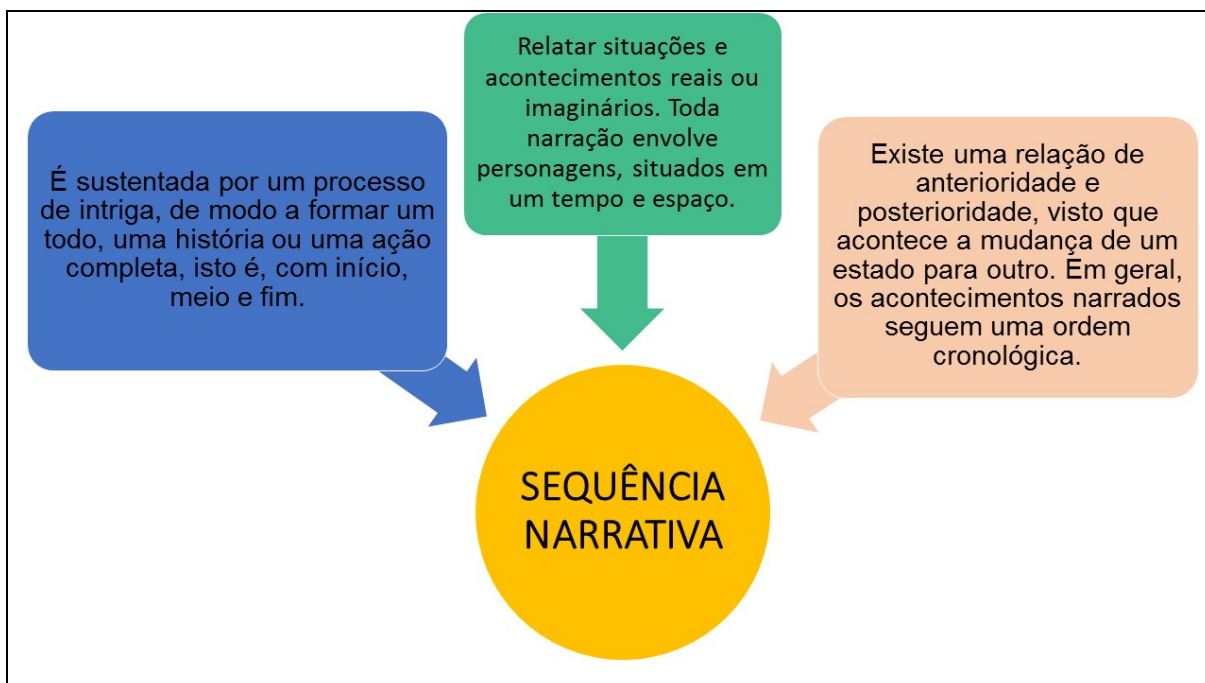 É sustentada por um processo
de intriga, de modo a formar um
todo, uma história ou uma ação
completa, isto é, com início,
meio e fim.
Relatar situações e
acontecimentos reais ou
imaginários. Toda
narração envolve
personagens, situados em
um tempo e espaço.
Existe uma relação de
anterioridade e
posterioridade, visto que
acontece a mudança de um
estado para outro. Em geral,
os acontecimentos narrados
seguem uma ordem
cronológica.
SEQUÊNCIA
NARRATIVA